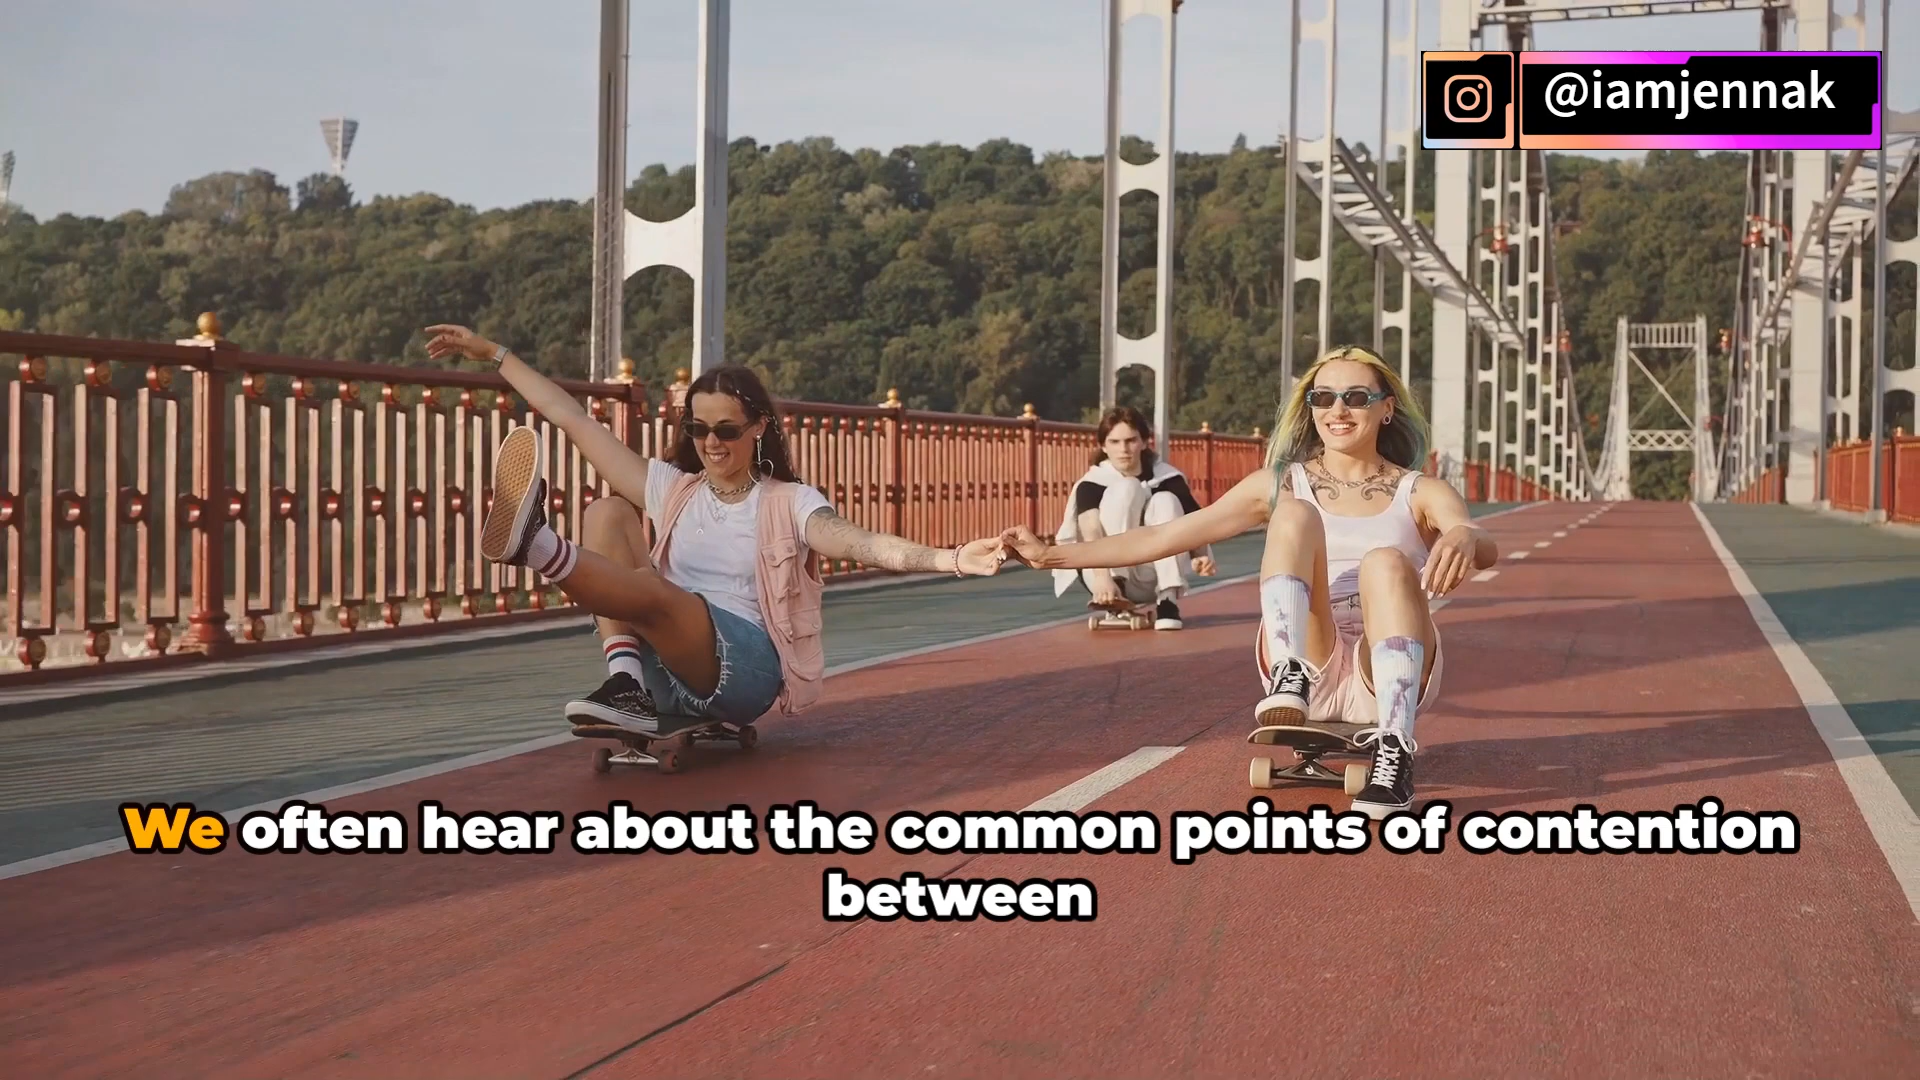 @iamjennak
We often hear about the common points of contention
between